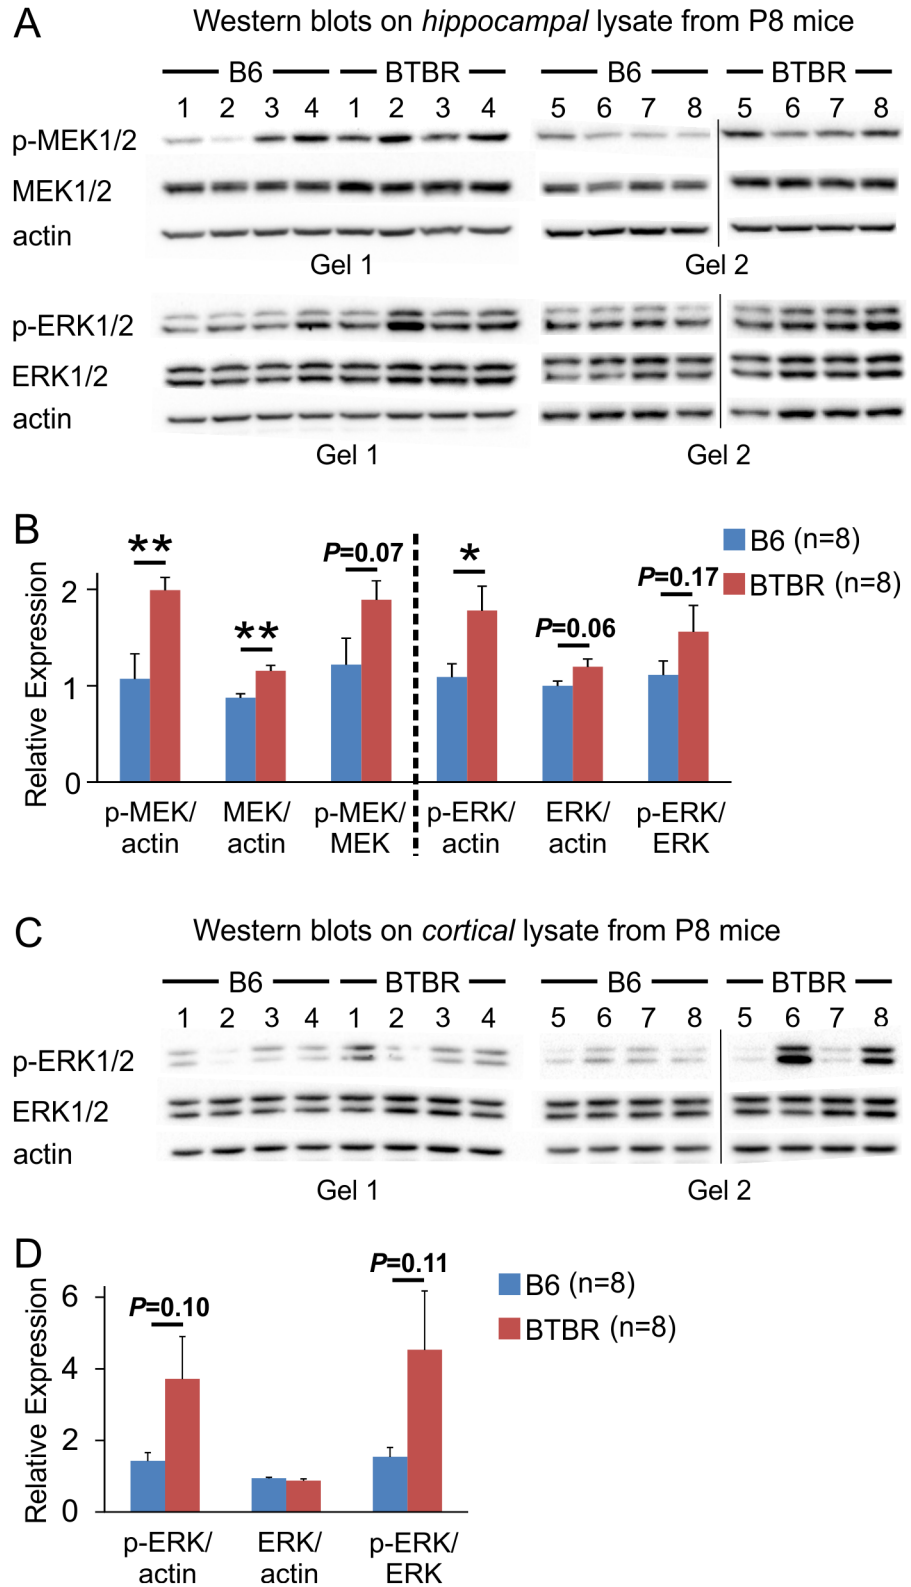 A Western blots on hippocampal lysate from P8 mice
B6 BTBR B6 BTBR
1 2 3 4 1 2 3 4 5 6 7 8 5 6 7 8
p-MEK1/2
MEK1/2
actin
Gel 1 Gel 2
p-ERK1/2
ERK1/2
actin
Gel 1 Gel 2
B
Relative Expression
2
1
0
** ** P=0.07 * P=0.06 P=0.17
B6 (n=8)
BTBR (n=8)
p-MEK/ MEK/ p-MEK/ p-ERK/ ERK/ p-ERK/
actin actin MEK actin actin ERK
C Western blots on cortical lysate from P8 mice
B6 BTBR B6 BTBR
1 2 3 4 1 2 3 4 5 6 7 8 5 6 7 8
p-ERK1/2
ERK1/2
actin
Gel 1 Gel 2
D
Relative Expression
6
4
2
0
P=0.10 P=0.11
B6 (n=8)
BTBR (n=8)
p-ERK/ ERK/ p-ERK/
actin actin ERK